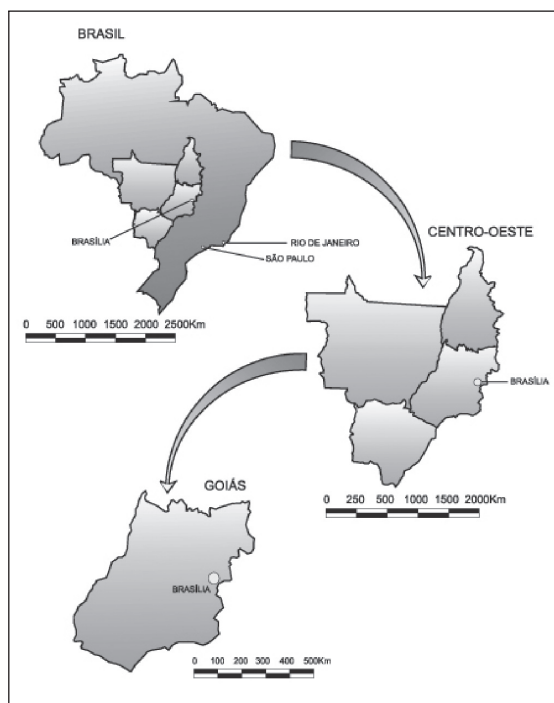 BRASIL
BRASÍLIA
RIO DE JANEIRO
SÃO PAULO
0 500 1000 1500 2000 2500Km
CENTRO-OESTE
BRASÍLIA
0 250 500 1000 1500 2000Km
GOIÁS
BRASÍLIA
0 100 200 300 400 500Km